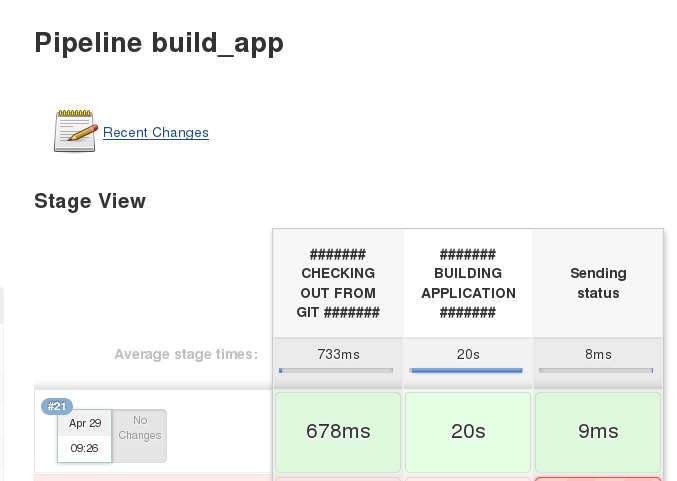 Pipeline build_app
Recent Changes
Stage View
#######
CHECKING
OUT FROM
GIT #######
#######
BUILDING
APPLICATION
#######
Sending
status
Average stage times:
733ms
20s
8ms
#21
Apr 29
09:26
No
Changes
678ms
20s
9ms